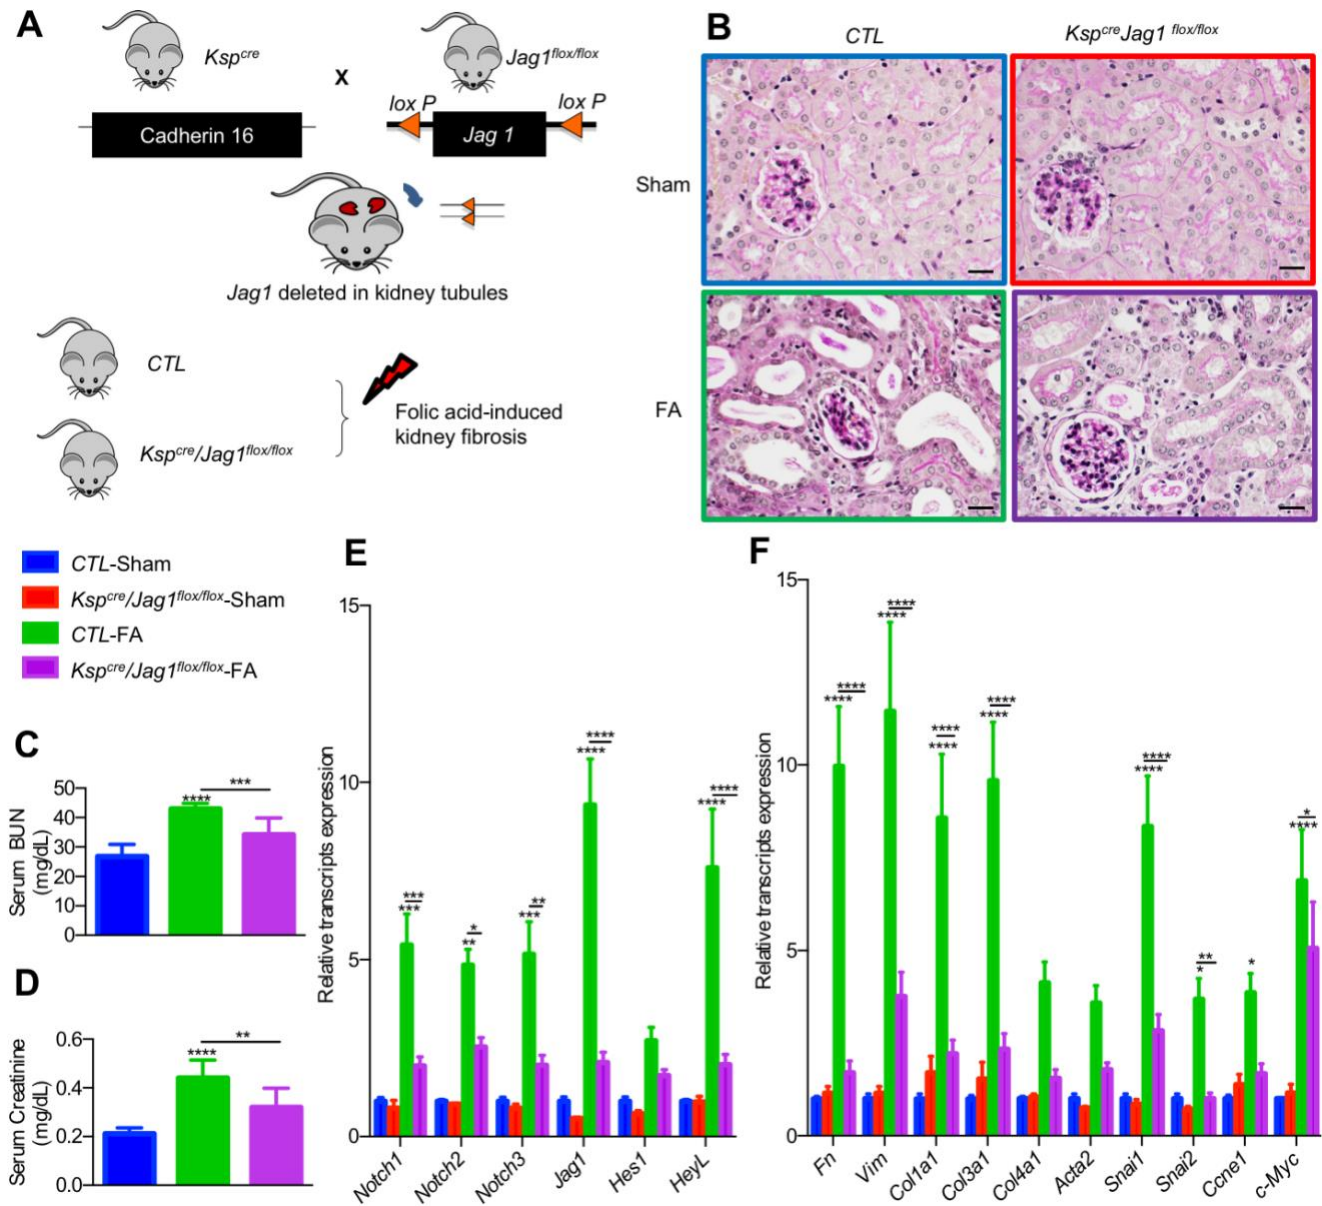 A
Ksp^cre
x
Jag1^flox/flox
lox P
lox P
Cadherin 16
Jag 1
Jag1 deleted in kidney tubules
CTL
Ksp^cre/Jag1^flox/flox
Folic acid-induced
kidney fibrosis
B
CTL
Ksp^creJag1 ^flox/flox
Sham
FA
CTL-Sham
Ksp^cre/Jag1^flox/flox-Sham
CTL-FA
Ksp^cre/Jag1^flox/flox-FA
C
Serum BUN
(mg/dL)
50
40
30
20
10
0
****
***
D
Serum Creatinine
(mg/dL)
0.6
0.4
0.2
0.0
****
**
E
Relative transcripts expression
15
10
5
0
***
***
*
**
**
***
****
****
****
****
Notch1
Notch2
Notch3
Jag1
Hes1
HeyL
F
Relative transcripts expression
15
10
5
0
****
****
****
****
****
****
****
****
****
****
**
*
*
*
****
Fn
Vim
Col1a1
Col3a1
Col4a1
Acta2
Snai1
Snai2
Ccne1
c-Myc